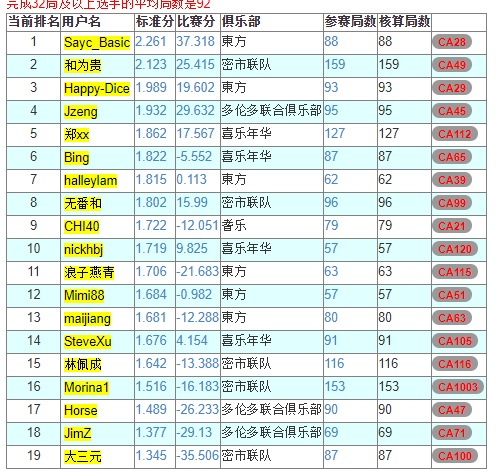 完成32局及以上选手的平均局数是92
当前排名 用户名 标准分 比赛分 俱乐部 参赛局数 核算局数
1 Sayc_Basic 2.261 37.318 東方 88 88 CA28
2 和为贵 2.123 25.415 密市联队 159 159 CA49
3 Happy-Dice 1.989 19.602 東方 93 93 CA29
4 Jzeng 1.932 29.632 多伦多联合俱乐部 95 95 CA45
5 郑xx 1.862 17.567 喜乐年华 127 127 CA112
6 Bing 1.822 -5.552 喜乐年华 87 87 CA65
7 halleylam 1.815 0.113 東方 62 62 CA39
8 无番和 1.802 15.99 密市联队 96 96 CA99
9 CHI40 1.722 -12.051 耆乐 79 79 CA21
10 nickhbj 1.719 9.825 喜乐年华 57 57 CA120
11 浪子燕青 1.706 -21.683 東方 63 63 CA115
12 Mimi88 1.684 -0.982 東方 57 57 CA51
13 maijiang 1.681 -12.288 東方 80 80 CA63
14 SteveXu 1.676 4.154 喜乐年华 91 91 CA105
15 林佩成 1.642 -13.388 密市联队 116 116 CA116
16 Morina1 1.516 -16.183 密市联队 153 153 CA1003
17 Horse 1.489 -26.233 多伦多联合俱乐部 90 90 CA47
18 JimZ 1.377 -29.13 多伦多联合俱乐部 69 69 CA71
19 大三元 1.345 -35.506 密市联队 87 87 CA100